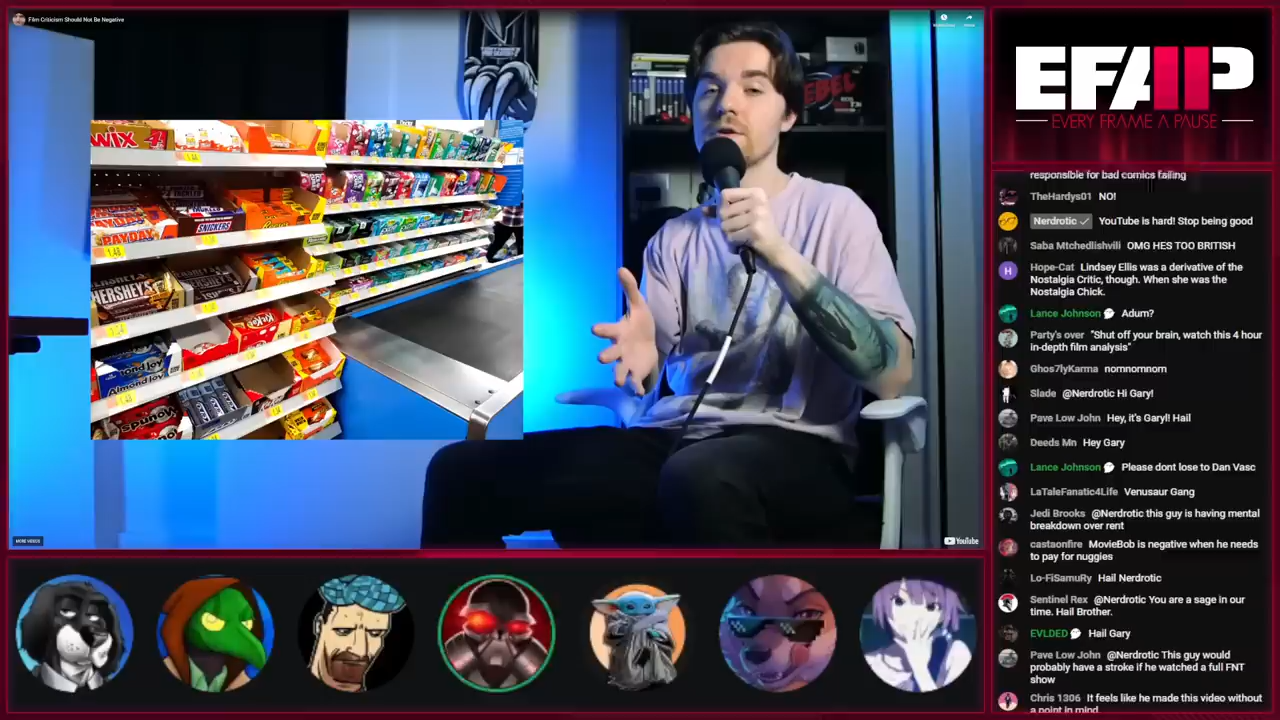 Film Criticism Should Not Be Negative
REBEL
TWIX
PAYDAY
SNICKERS
Reese's
HERSHEY'S
Kit Kat
Almond Joy
MOUNDS
MORE VIDEOS
YouTube
EFAP
EVERY FRAME A PAUSE
responsible for bad comics failing
TheHardys01 NO!
Nerdrotic YouTube is hard! Stop being good
Saba Mtchedlishvili OMG HES TOO BRITISH
Hope-Cat Lindsey Ellis was a derivative of the
Nostalgia Critic, though. When she was the
Nostalgia Chick.
H
Lance Johnson Adum?
Party's over "Shut off your brain, watch this 4 hour
in-depth film analysis"
Ghos7lyKarma nomnomnom
Slade @Nerdrotic Hi Gary!
Pave Low John Hey, it's Gary! Hail
Deeds Mn Hey Gary
Lance Johnson Please dont lose to Dan Vasc
LaTaleFanatic4Life Venusaur Gang
Jedi Brooks @Nerdrotic this guy is having mental
breakdown over rent
castaonfire MovieBob is negative when he needs
to pay for nuggies
Lo-FiSamuRy Hail Nerdrotic
Sentinel Rex @Nerdrotic You are a sage in our
time. Hail Brother.
EVLDED Hail Gary
Pave Low John @Nerdrotic This guy would
probably have a stroke if he watched a full FNT
show
Chris 1306 It feels like he made this video without
a point in mind.